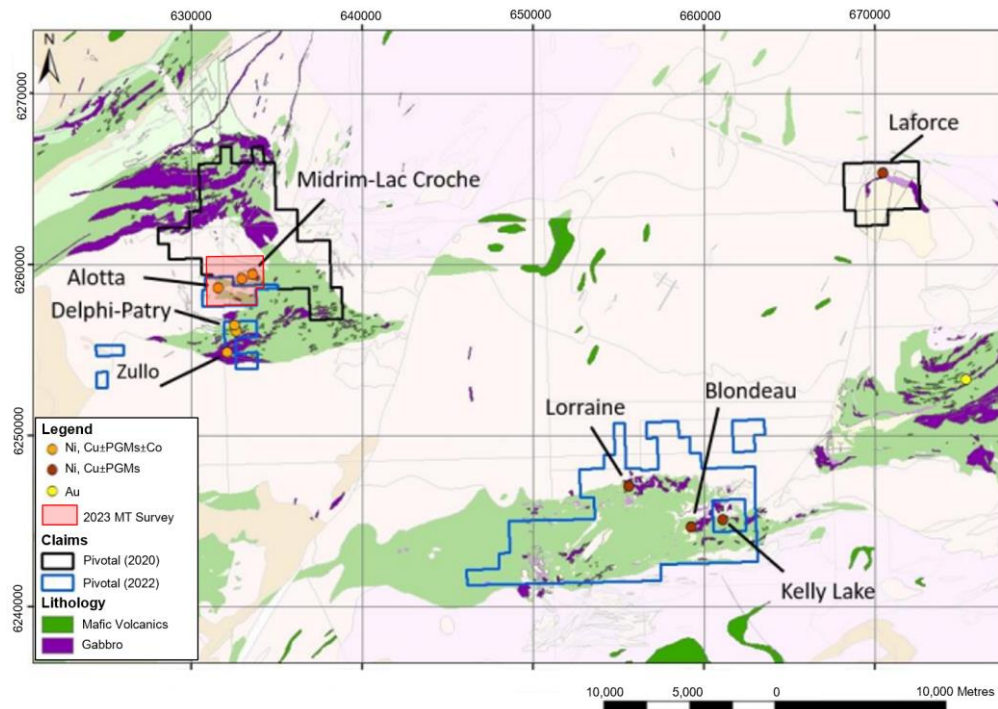 630000 640000 650000 660000 670000
N
6270000
6260000
6250000
6240000
Laforce
Midrim-Lac Croche
Alotta
Delphi-Patry
Zullo
Lorraine
Blondeau
Kelly Lake
Legend
Ni, Cu±PGMs±Co
Ni, Cu±PGMs
Au
2023 MT Survey
Claims
Pivotal (2020)
Pivotal (2022)
Lithology
Mafic Volcanics
Gabbro
10,000 5,000 0 10,000 Metres